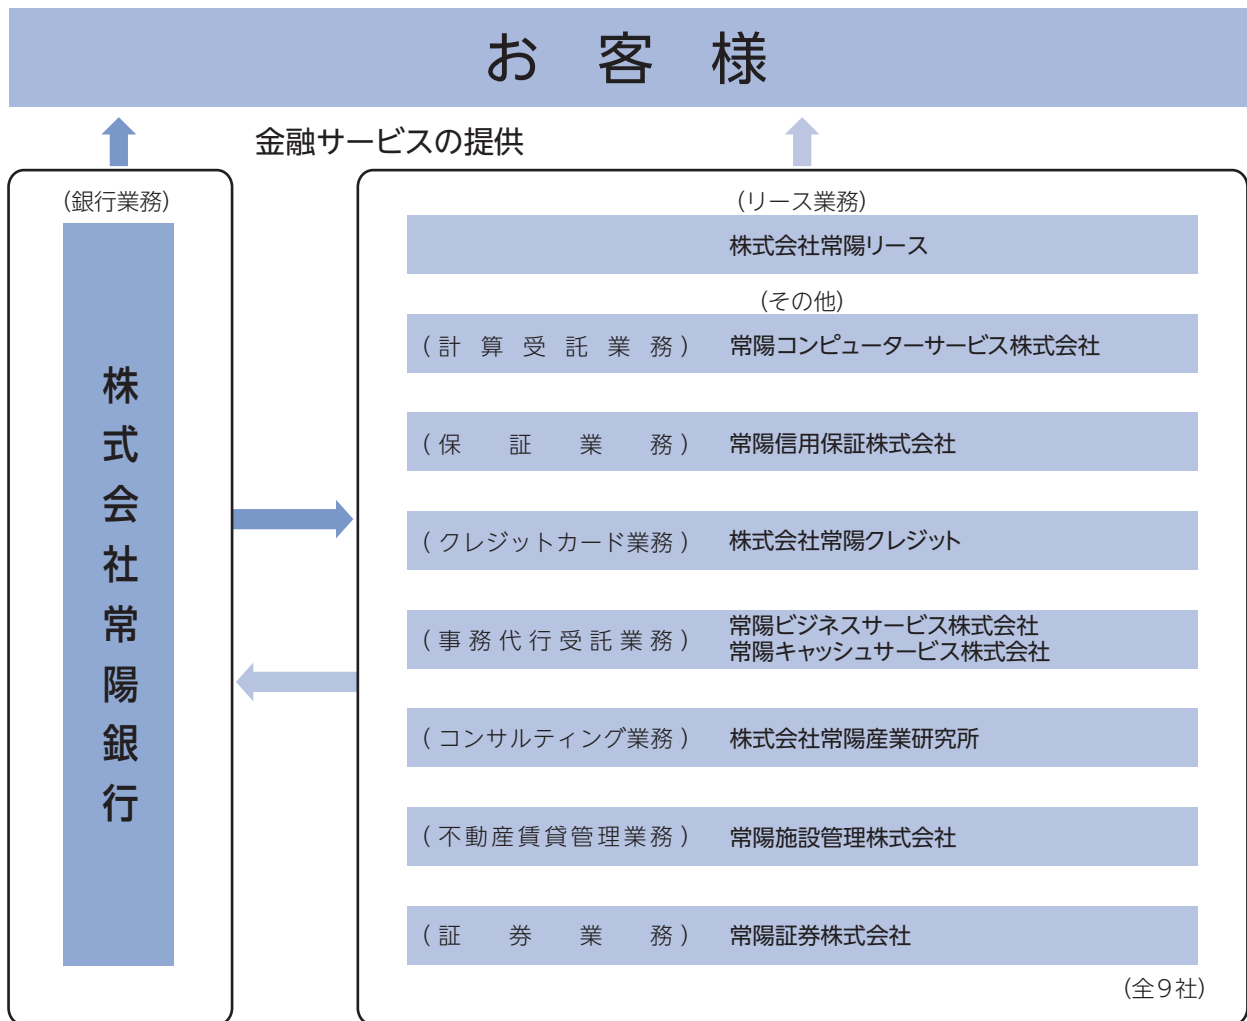 お客様
金融サービスの提供
(銀行業務)
株式会社常陽銀行
(リース業務)
株式会社常陽リース
(その他)
(計算受託業務) 常陽コンピューターサービス株式会社
(保証業務) 常陽信用保証株式会社
(クレジットカード業務) 株式会社常陽クレジット
(事務代行受託業務) 常陽ビジネスサービス株式会社
常陽キャッシュサービス株式会社
(コンサルティング業務) 株式会社常陽産業研究所
(不動産賃貸管理業務) 常陽施設管理株式会社
(証券業務) 常陽証券株式会社
(全9社)